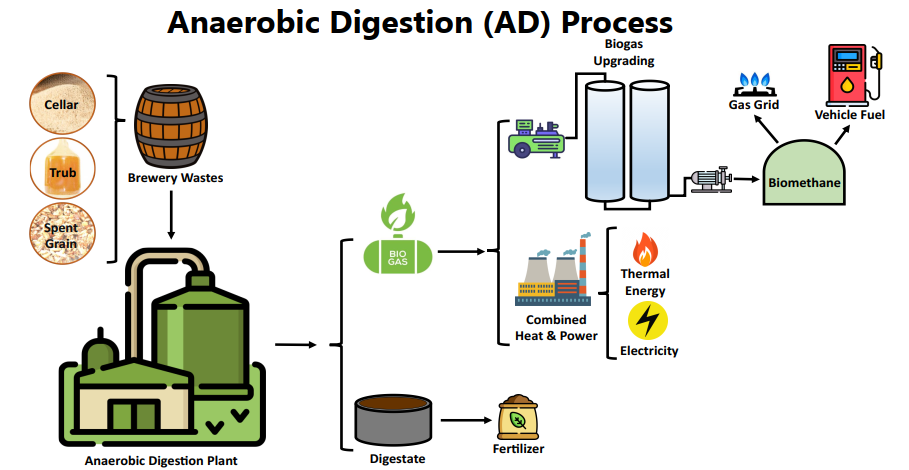 Anaerobic Digestion (AD) Process
Cellar
Trub
Spent
Grain
Brewery Wastes
Anaerobic Digestion Plant
BIO
GAS
Digestate
Fertilizer
Biogas
Upgrading
Combined
Heat & Power
Thermal
Energy
Electricity
Gas Grid
Vehicle Fuel
Biomethane